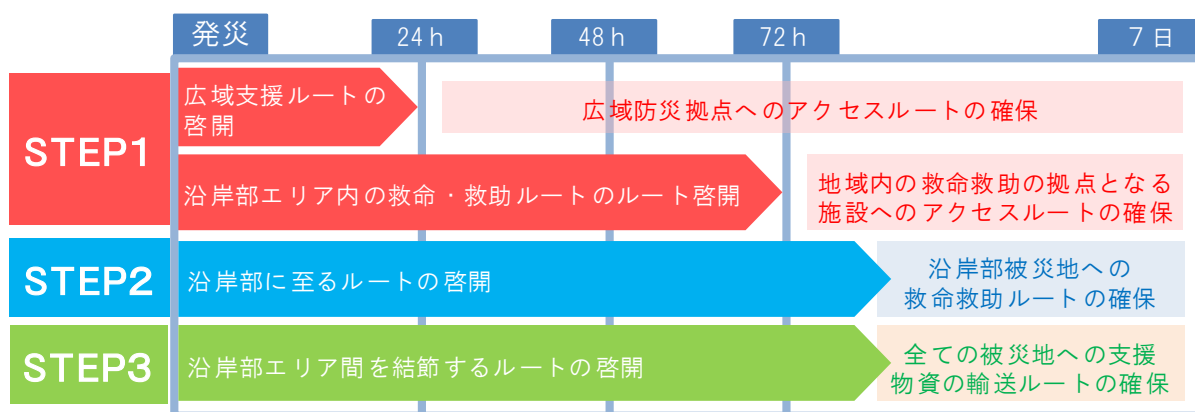 発災
24h
48h
72h
7日
STEP1
広域支援ルートの
啓開
広域防災拠点へのアクセスルートの確保
沿岸部エリア内の救命・救助ルートのルート啓開
地域内の救命救助の拠点となる
施設へのアクセスルートの確保
STEP2
沿岸部に至るルートの啓開
沿岸部被災地への
救命救助ルートの確保
STEP3
沿岸部エリア間を結節するルートの啓開
全ての被災地への支援
物資の輸送ルートの確保